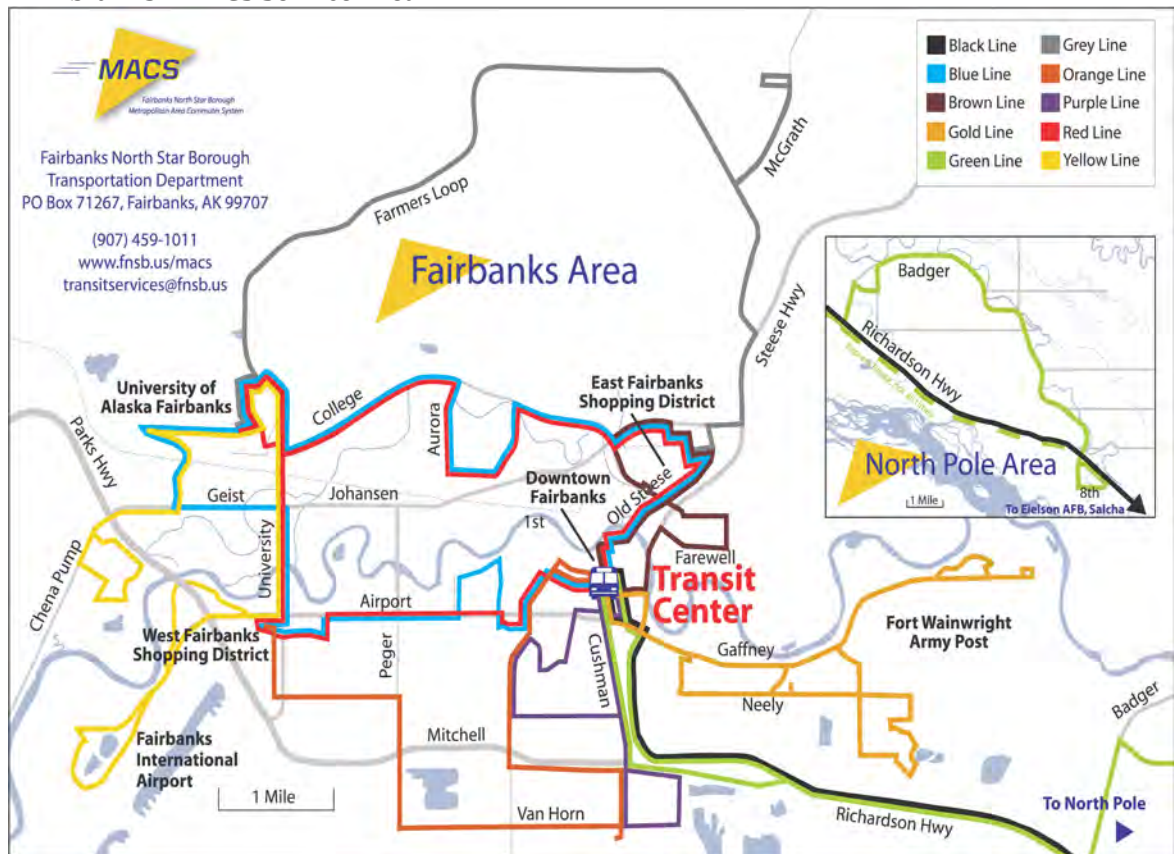 MACS
Fairbanks North Star Borough
Metropolitan Area Commuter System
Fairbanks North Star Borough
Transportation Department
PO Box 71267, Fairbanks, AK 99707
(907) 459-1011
www.fnsb.us/macs
transitservices@fnsb.us
Black Line
Grey Line
Blue Line
Orange Line
Brown Line
Purple Line
Gold Line
Red Line
Green Line
Yellow Line
McGrath
Farmers Loop
Fairbanks Area
Steese Hwy
Badger
Richardson Hwy
North Pole Area
1 Mile
8th
To Eielson AFB, Salcha
University of
Alaska Fairbanks
College
Aurora
East Fairbanks
Shopping District
Parks Hwy
Geist
Johansen
Downtown
Fairbanks
1st
Old Steese
Farewell
University
Transit
Center
Chena Pump
Airport
West Fairbanks
Shopping District
Peger
Cushman
Gaffney
Fort Wainwright
Army Post
Neely
Badger
Fairbanks
International
Airport
Mitchell
1 Mile
Van Horn
Richardson Hwy
To North Pole